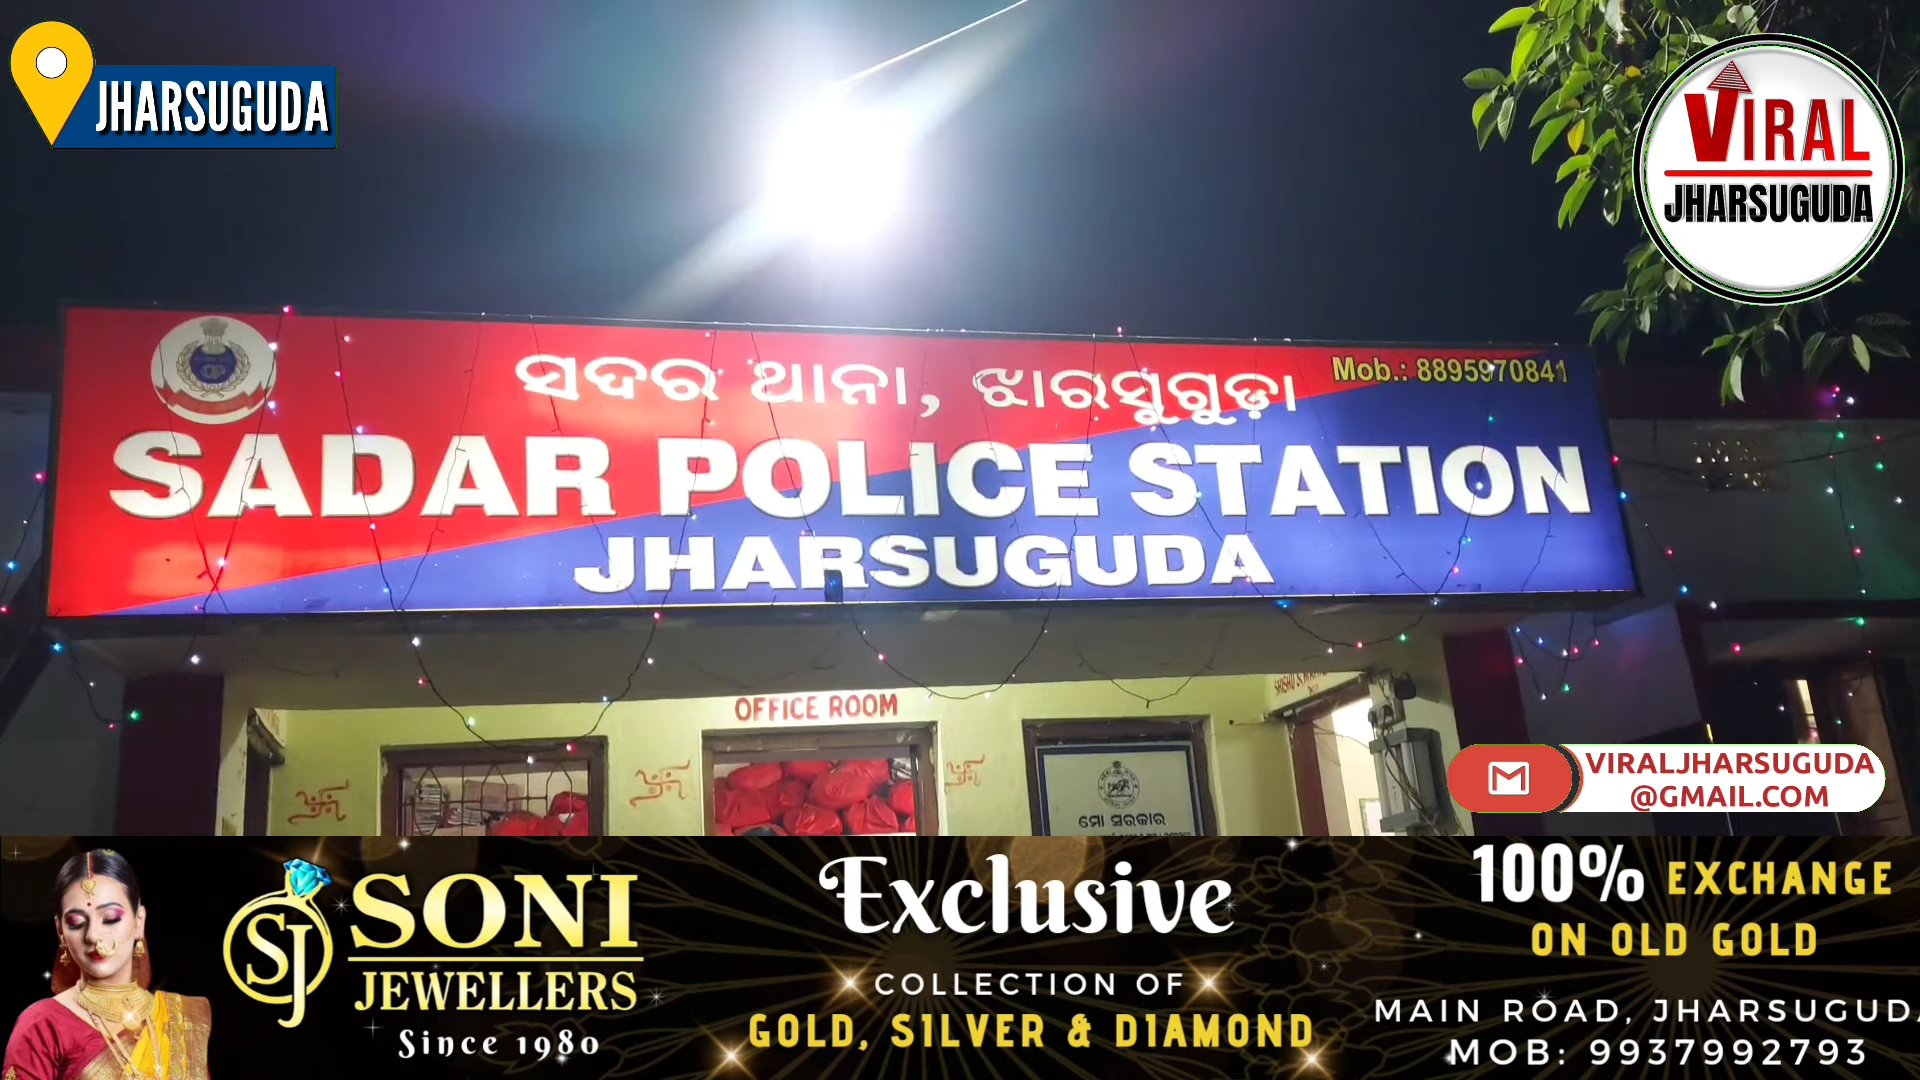 JHARSUGUDA
VIRAL
JHARSUGUDA
ସଦର ଥାନା, ଝାରସୁଗୁଡ଼ା
Mob.: 8895970841
SADAR POLICE STATION
JHARSUGUDA
OFFICE ROOM
ମୋ ସରକାର
VIRALJHARSUGUDA
@GMAIL.COM
SJ
SONI
JEWELLERS
Since 1980
Exclusive
COLLECTION OF
GOLD, SILVER & DIAMOND
100% EXCHANGE
ON OLD GOLD
MAIN ROAD, JHARSUGUDA
MOB: 9937992793